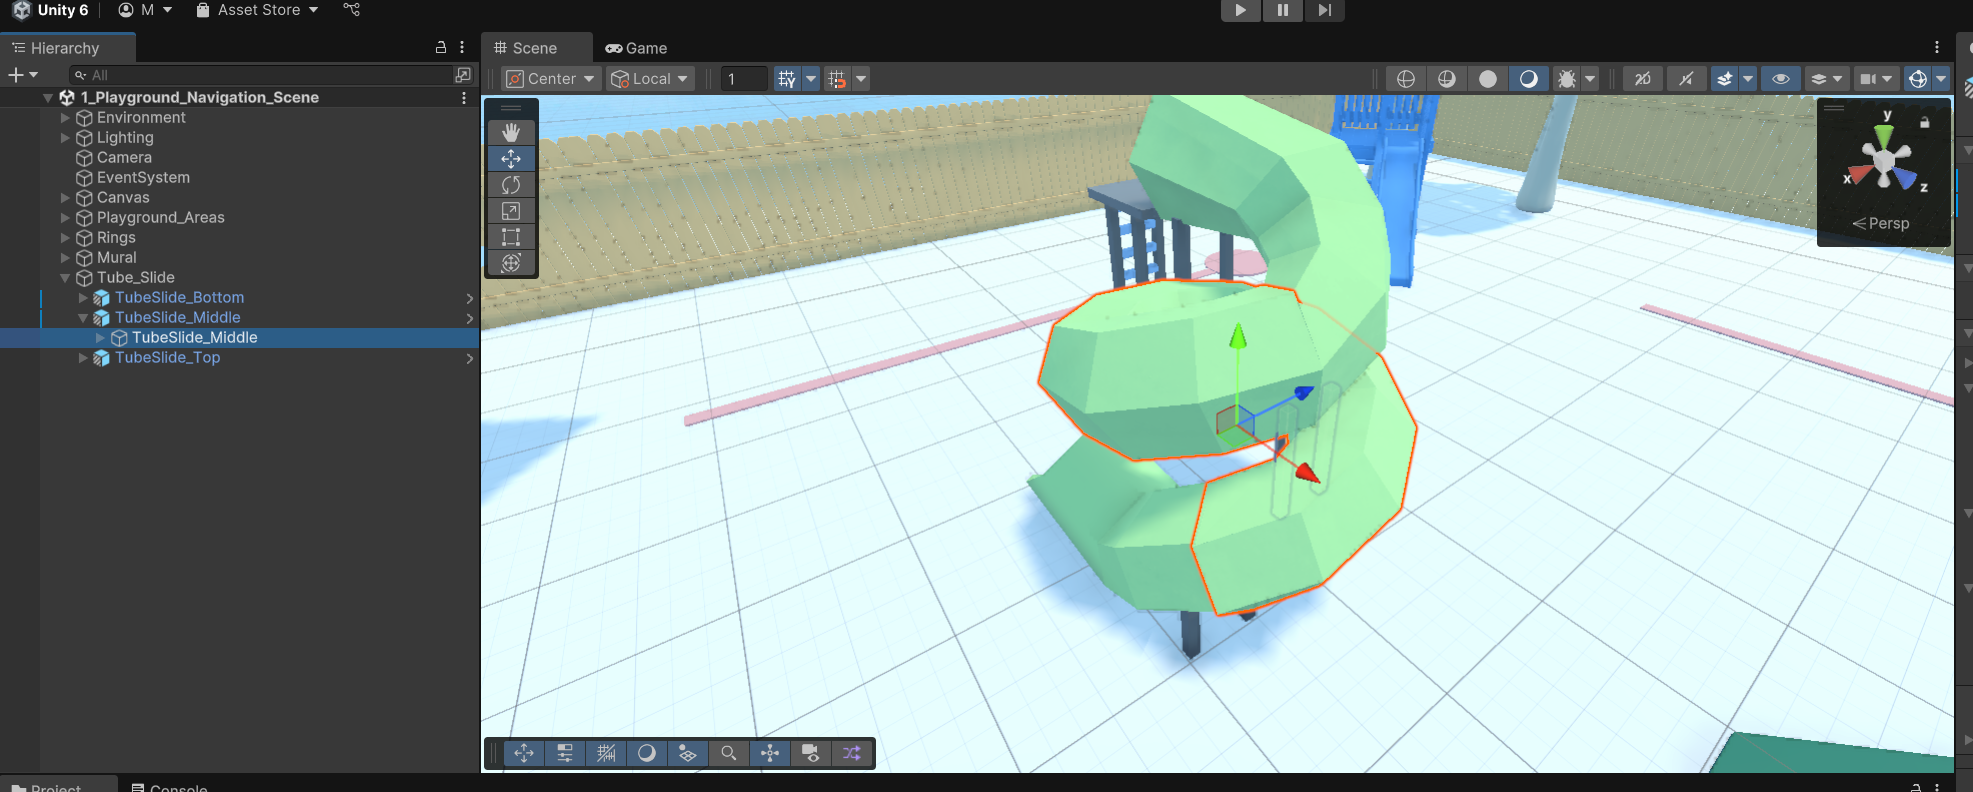 Unity 6 M Asset Store
Hierarchy
All
1_Playground_Navigation_Scene
Environment
Lighting
Camera
EventSystem
Canvas
Playground_Areas
Rings
Mural
Tube_Slide
TubeSlide_Bottom
TubeSlide_Middle
TubeSlide_Middle
TubeSlide_Top
Scene Game
Center Local 1 2D
y
x
z
Persp
Project Console